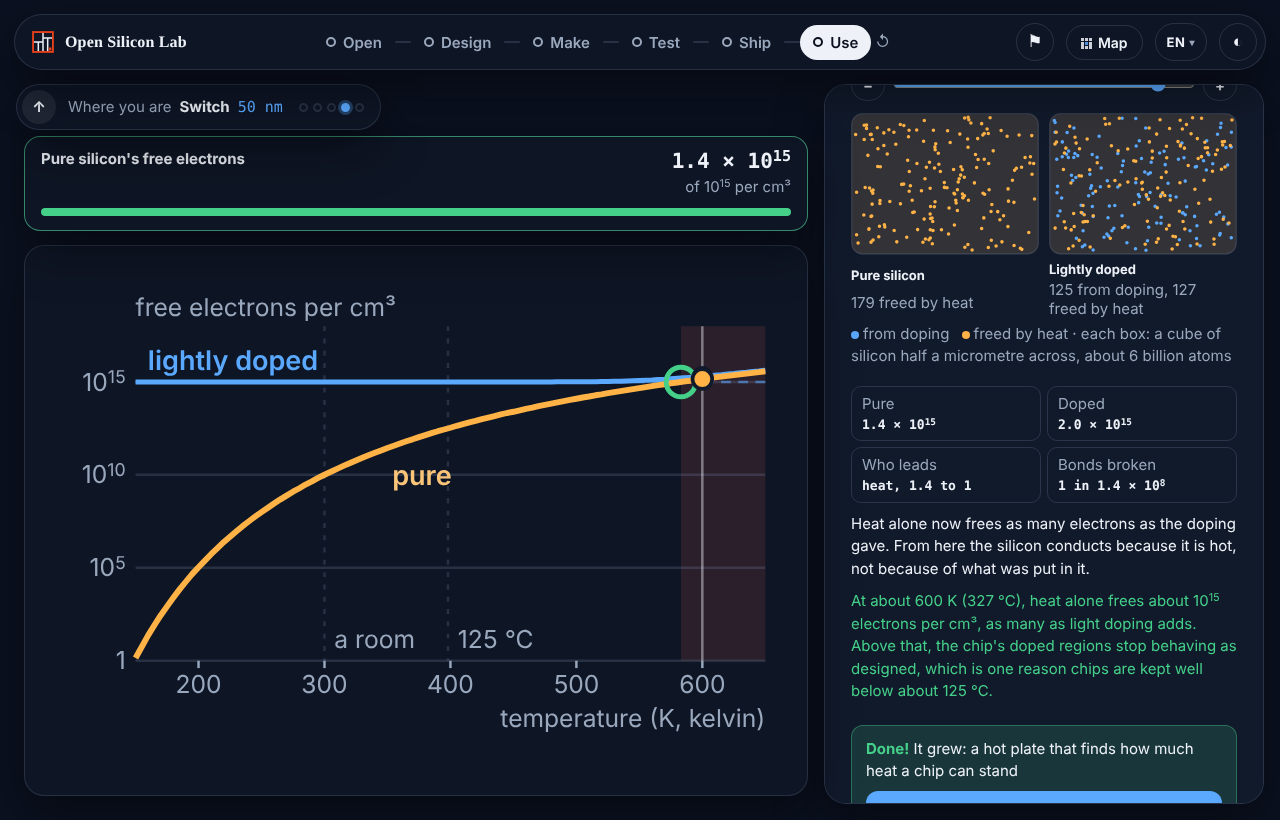 Open Silicon Lab
Open
Design
Make
Test
Ship
Use
Map
EN
Where you are Switch 50 nm
Pure silicon's free electrons
1.4 × 10¹⁵
of 10¹⁵ per cm³
free electrons per cm³
lightly doped
10¹⁵
10¹⁰
pure
10⁵
a room
125 °C
1
200 300 400 500 600
temperature (K, kelvin)
− +
Pure silicon
179 freed by heat
Lightly doped
125 from doping, 127
freed by heat
from doping freed by heat · each box: a cube of
silicon half a micrometre across, about 6 billion atoms
Pure
1.4 × 10¹⁵
Doped
2.0 × 10¹⁵
Who leads
heat, 1.4 to 1
Bonds broken
1 in 1.4 × 10⁸
Heat alone now frees as many electrons as the doping
gave. From here the silicon conducts because it is hot,
not because of what was put in it.
At about 600 K (327 °C), heat alone frees about 10¹⁵
electrons per cm³, as many as light doping adds.
Above that, the chip's doped regions stop behaving as
designed, which is one reason chips are kept well
below about 125 °C.
Done! It grew: a hot plate that finds how much
heat a chip can stand